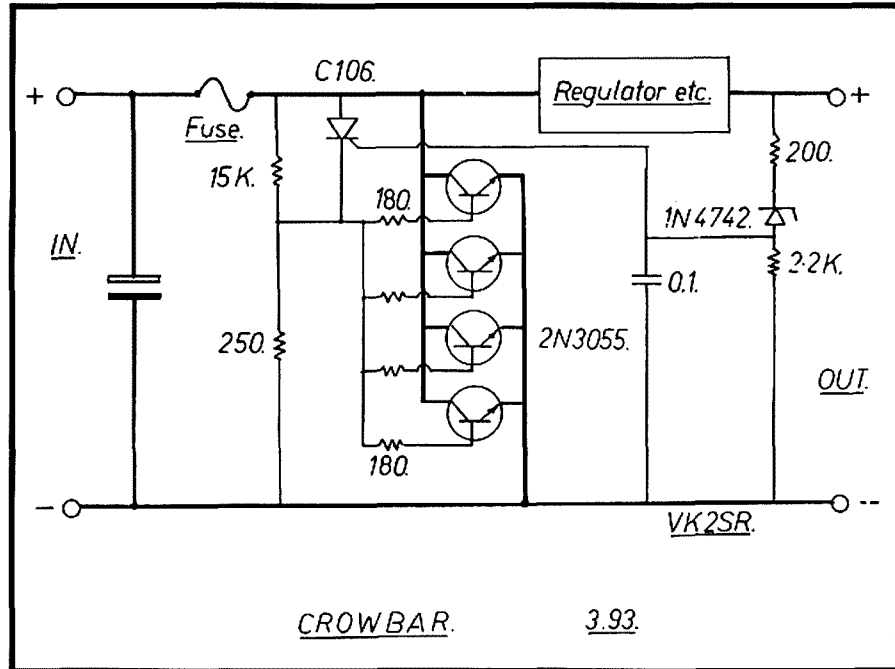 C106.
+
Fuse.
Regulator etc.
+
15K.
180.
200.
1N4742.
IN.
2·2K.
0.1.
250.
2N3055.
OUT.
180.
-
--
VK2SR.
CROWBAR. 3.93.